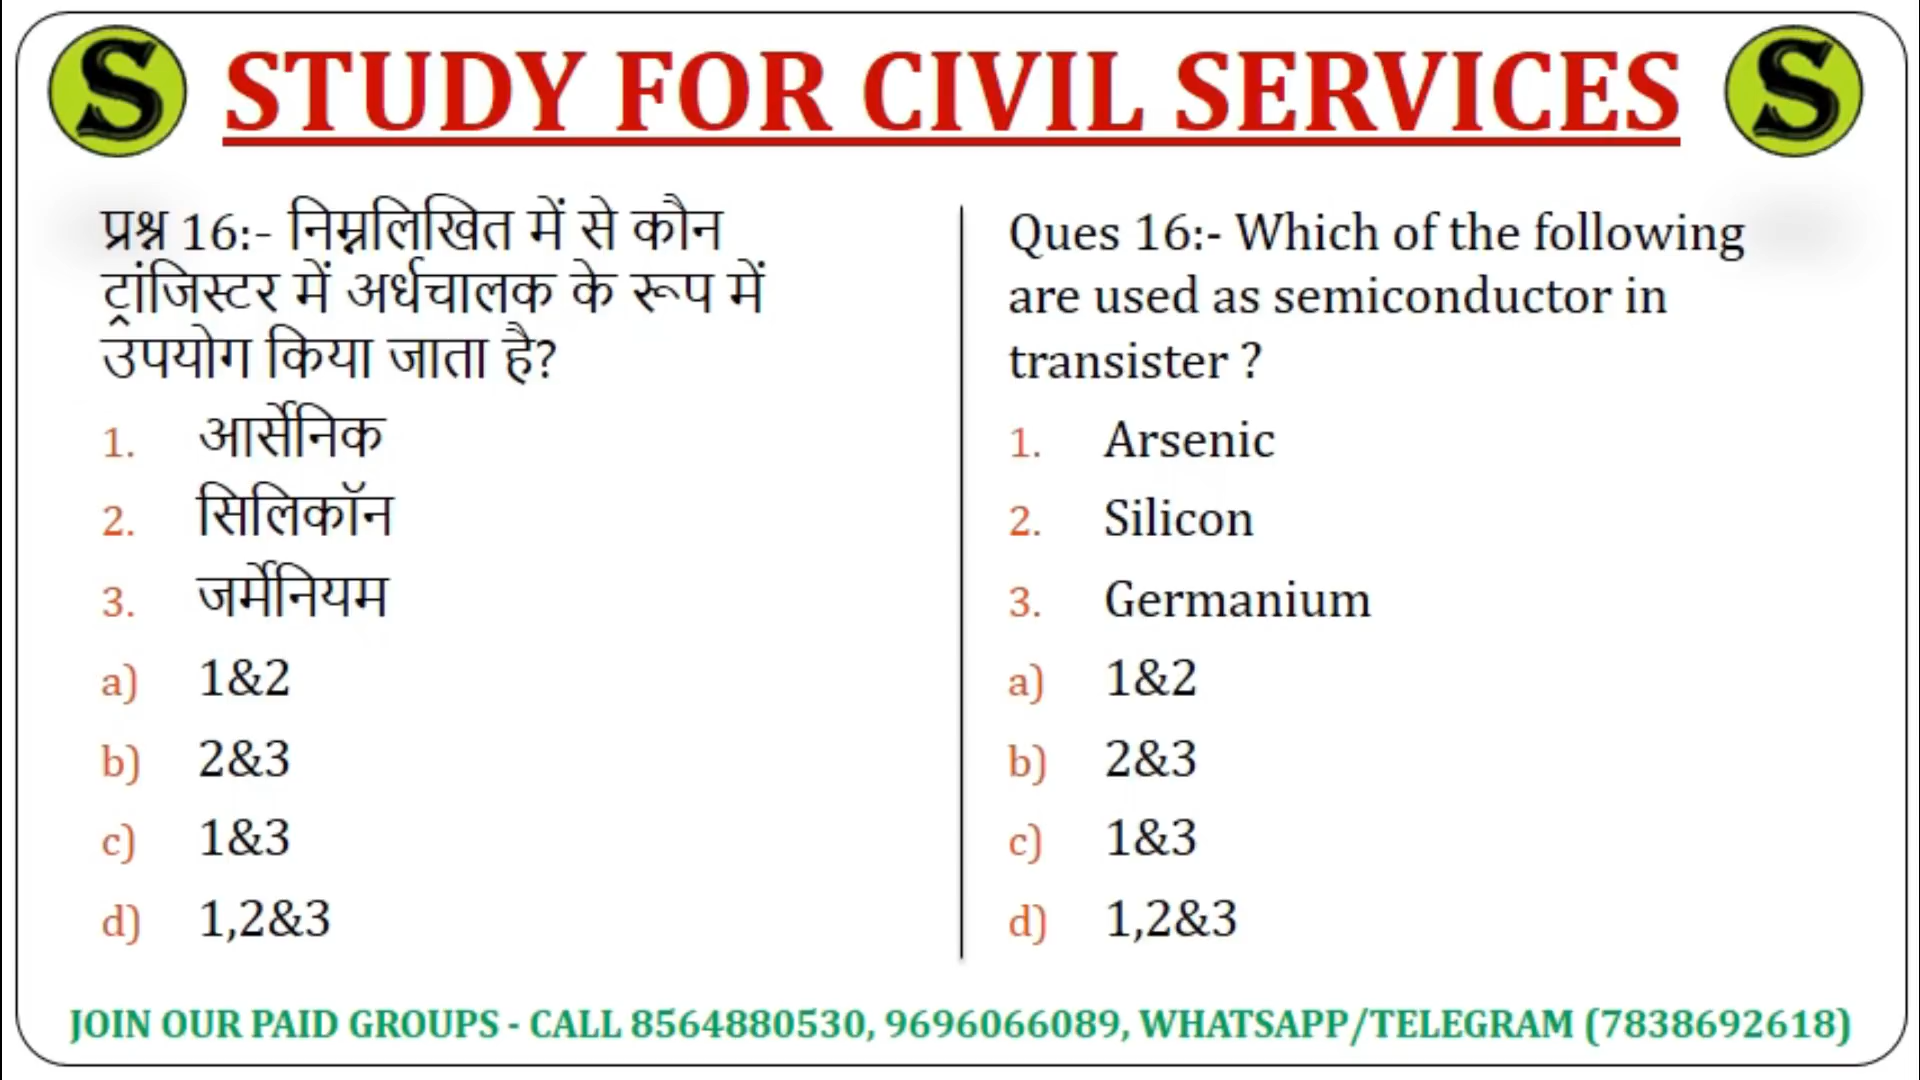 S STUDY FOR CIVIL SERVICES S
प्रश्न 16:- निम्नलिखित में से कौन
ट्रांजिस्टर में अर्धचालक के रूप में
उपयोग किया जाता है?
1. आर्सेनिक
2. सिलिकॉन
3. जर्मेनियम
a) 1&2
b) 2&3
c) 1&3
d) 1,2&3
Ques 16:- Which of the following
are used as semiconductor in
transister ?
1. Arsenic
2. Silicon
3. Germanium
a) 1&2
b) 2&3
c) 1&3
d) 1,2&3
JOIN OUR PAID GROUPS - CALL 8564880530, 9696066089, WHATSAPP/TELEGRAM (7838692618)